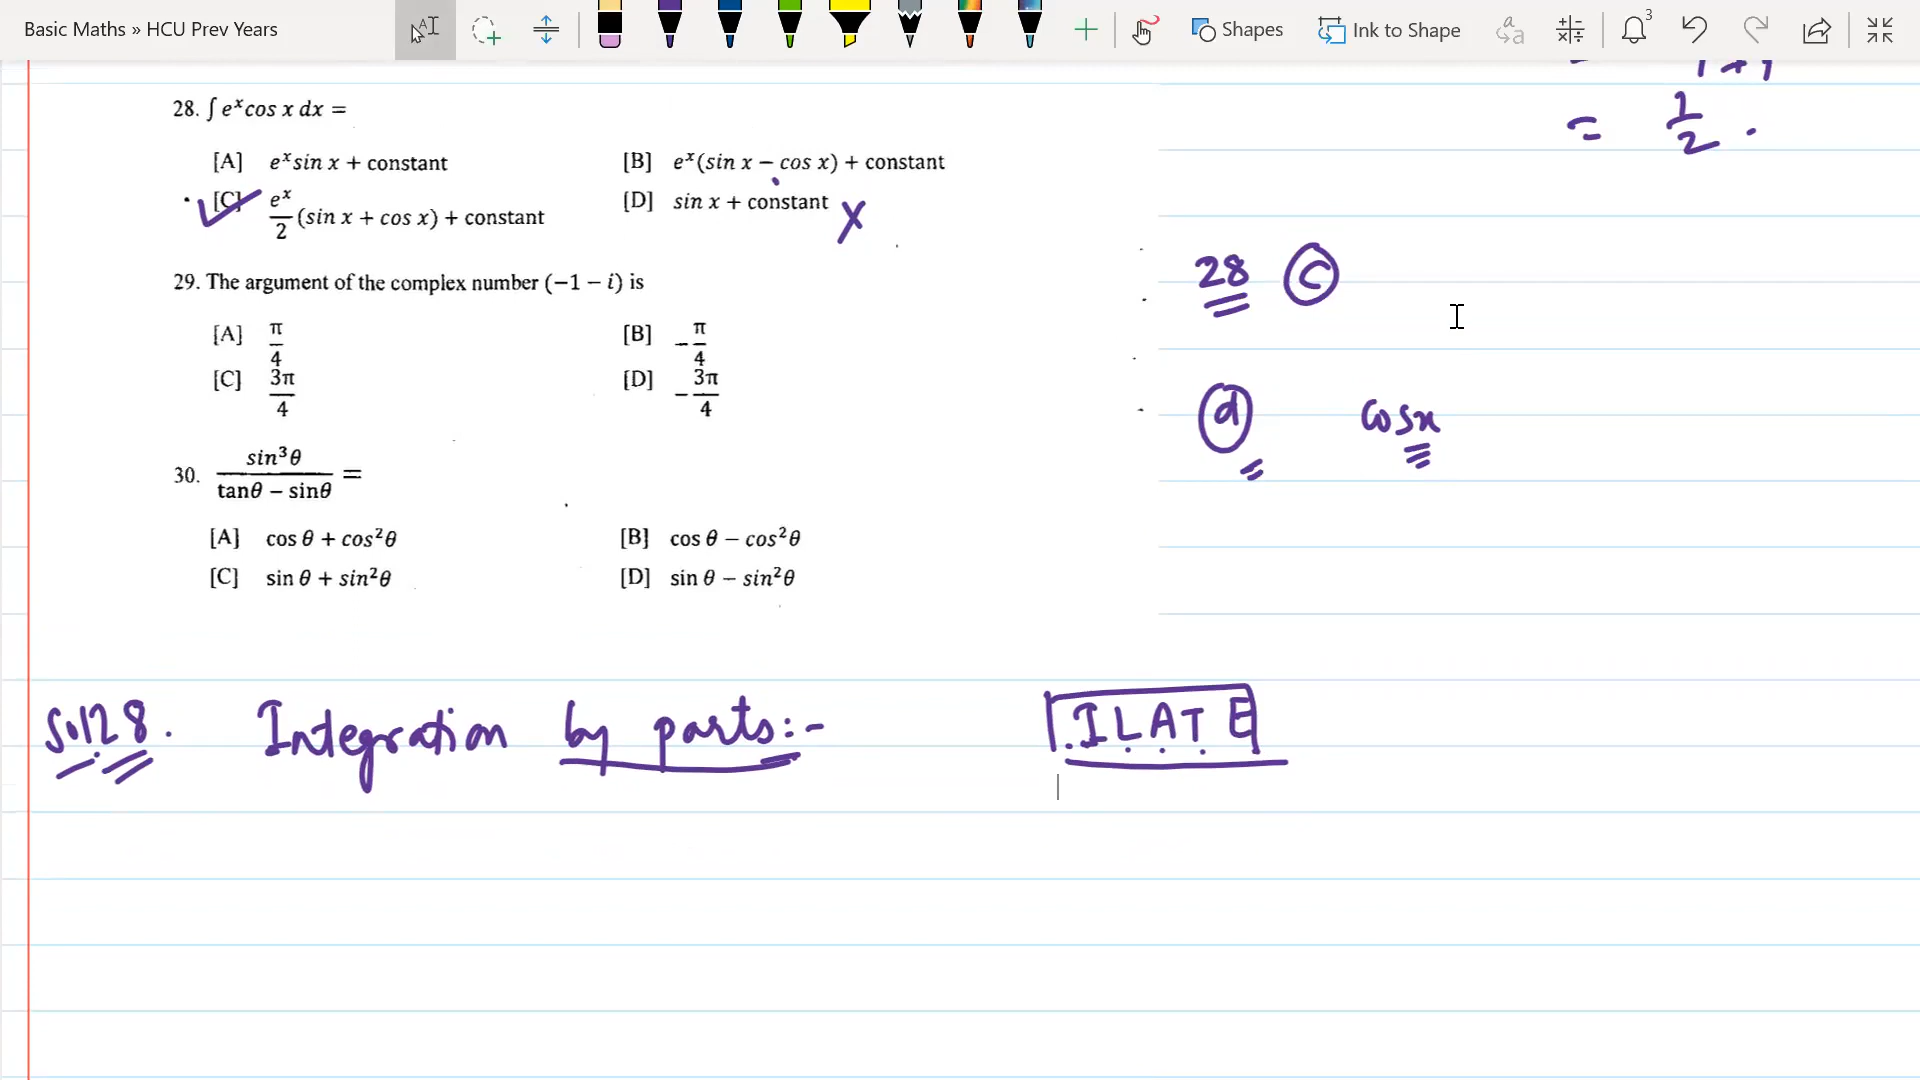 Basic Maths » HCU Prev Years
Shapes
Ink to Shape
3
= 1/2 .
28. ∫ eˣcos x dx =
[A] eˣsin x + constant [B] eˣ(sin x − cos x) + constant
[C] eˣ/2 (sin x + cos x) + constant [D] sin x + constant X
28 (C)
29. The argument of the complex number (−1 − i) is
[A] π/4 [B] −π/4
[C] 3π/4 [D] −3π/4
(d) cosx
30. sin³θ/(tanθ − sinθ) =
[A] cos θ + cos²θ [B] cos θ − cos²θ
[C] sin θ + sin²θ [D] sin θ − sin²θ
Sol28. Integration by parts:- ILATE